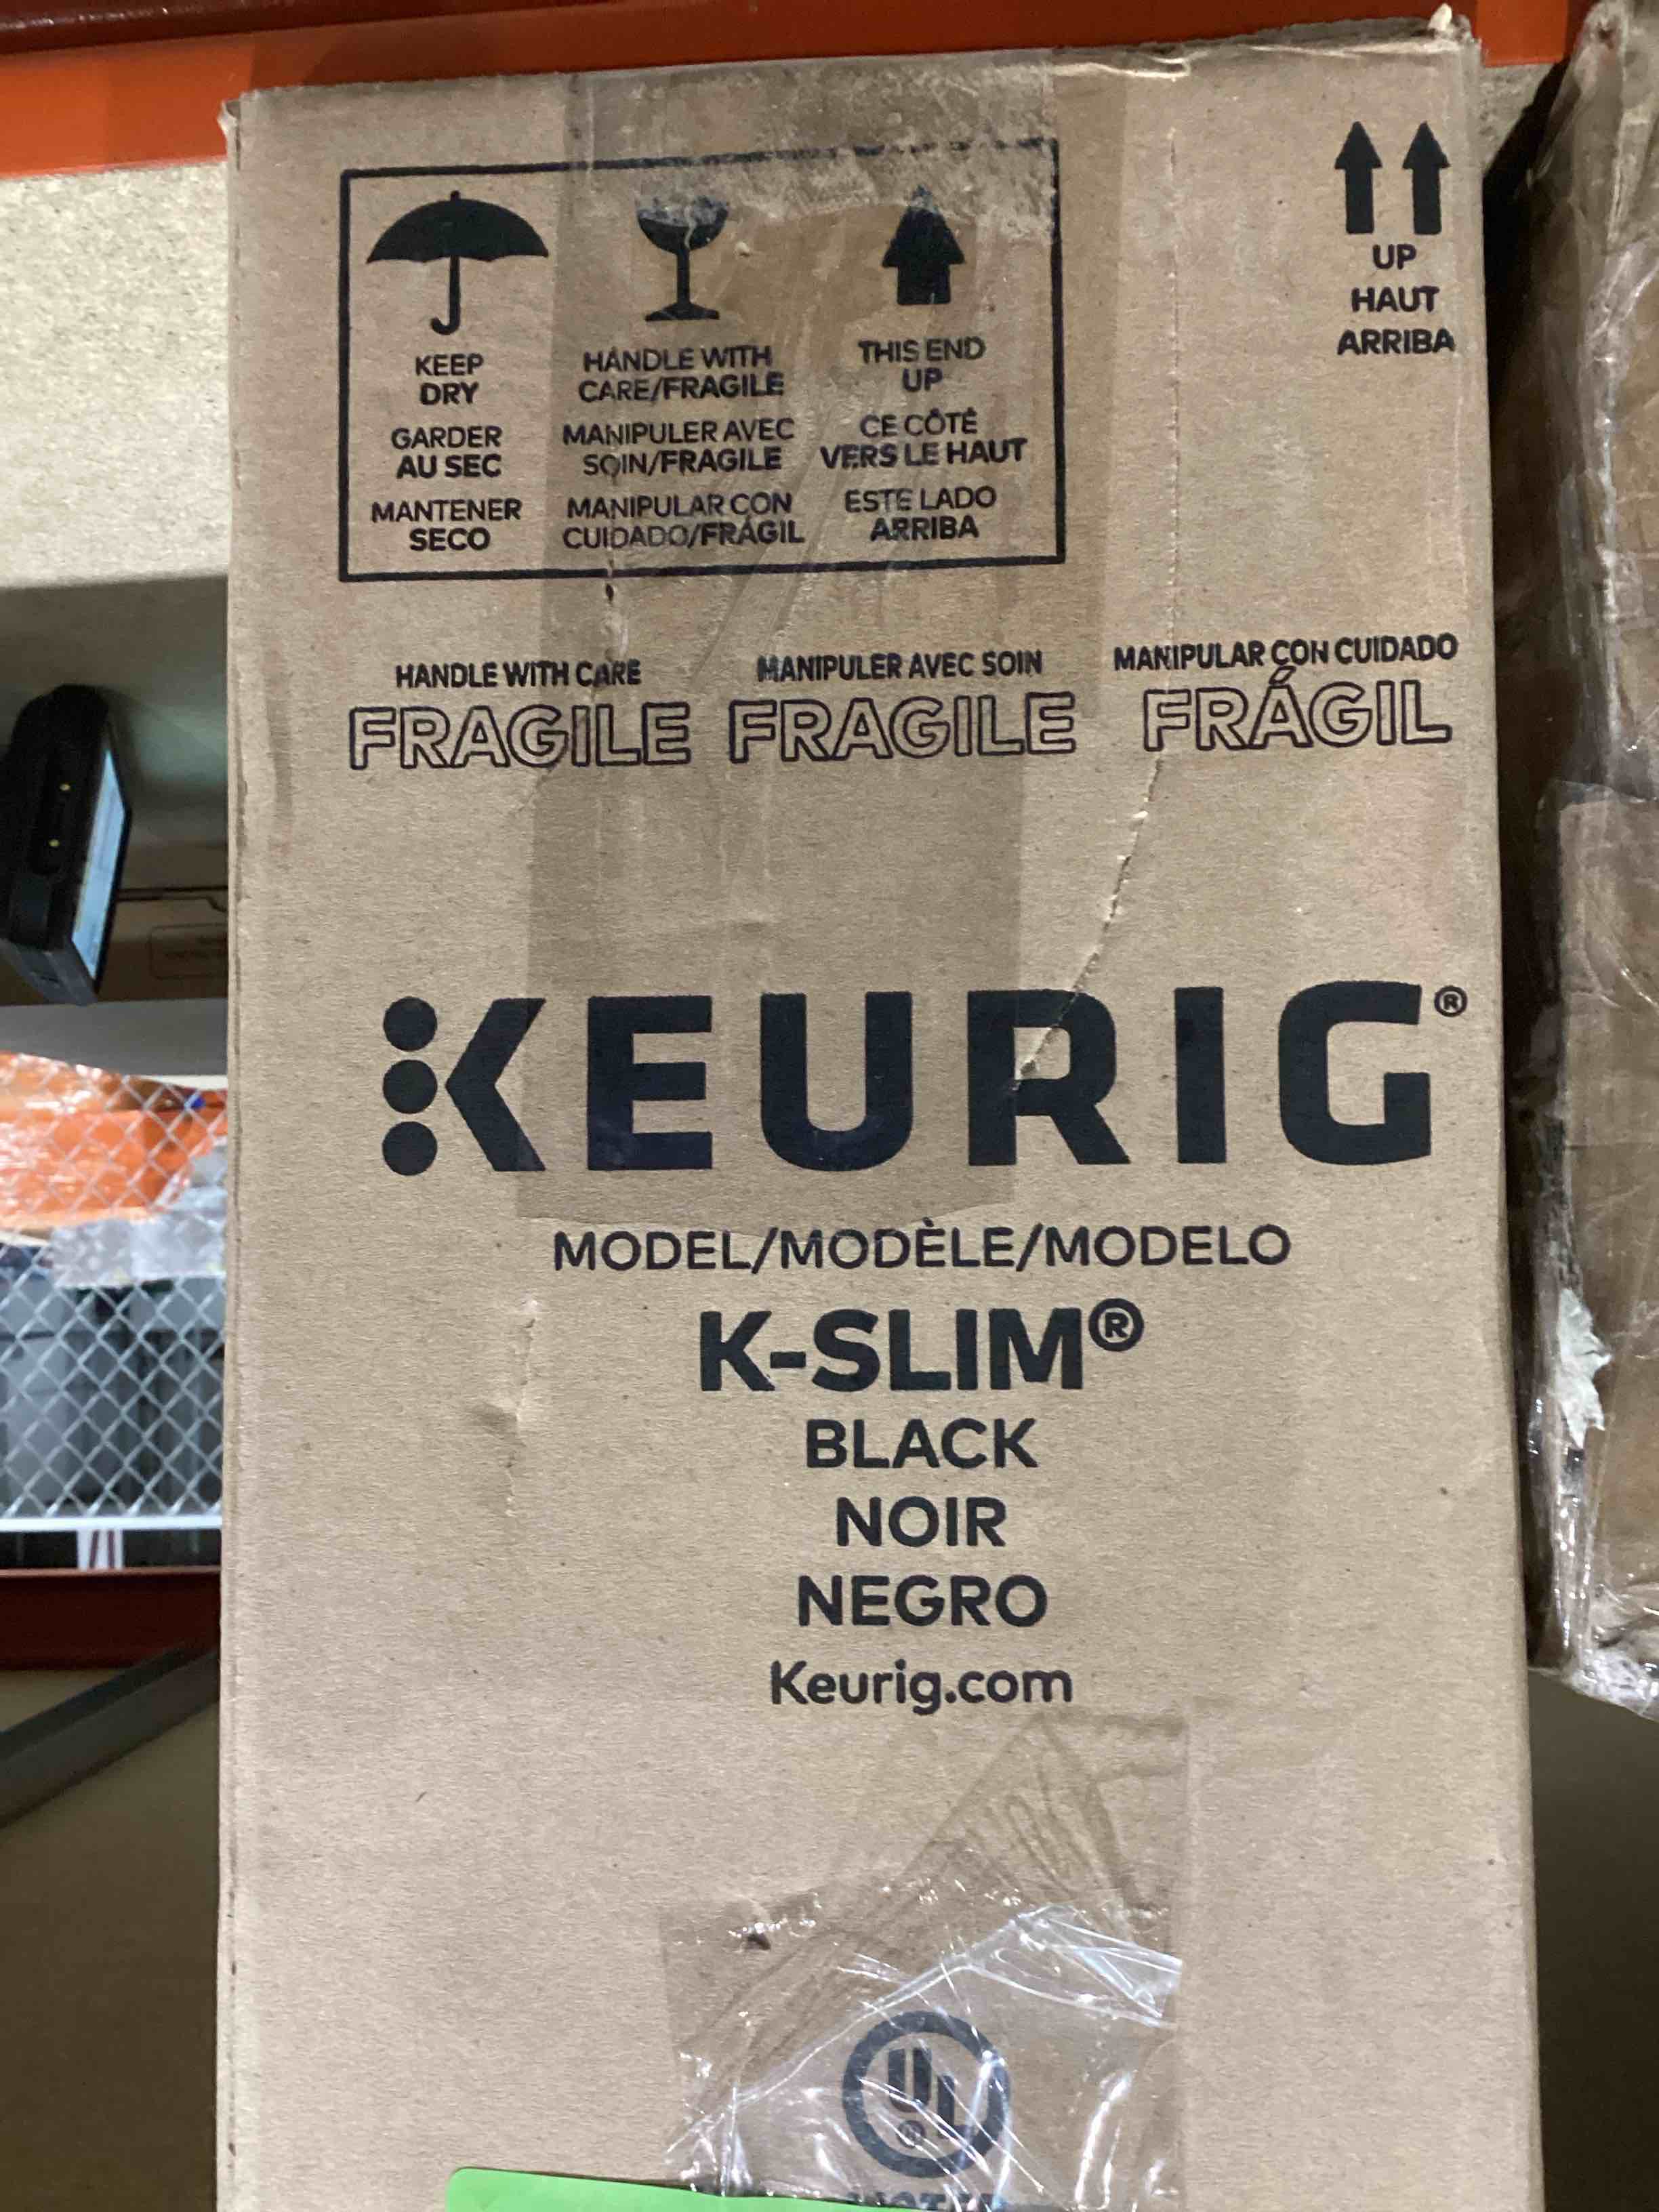 KEEP
DRY
GARDER
AU SEC
MANTENER
SECO
HANDLE WITH
CARE/FRAGILE
MANIPULER AVEC
SOIN/FRAGILE
MANIPULAR CON
CUIDADO/FRÁGIL
THIS END
UP
CE CÔTÉ
VERS LE HAUT
ESTE LADO
ARRIBA
UP
HAUT
ARRIBA
HANDLE WITH CARE
FRAGILE
MANIPULER AVEC SOIN
FRAGILE
MANIPULAR CON CUIDADO
FRÁGIL
KEURIG®
MODEL/MODÈLE/MODELO
K-SLIM®
BLACK
NOIR
NEGRO
Keurig.com
UL
®